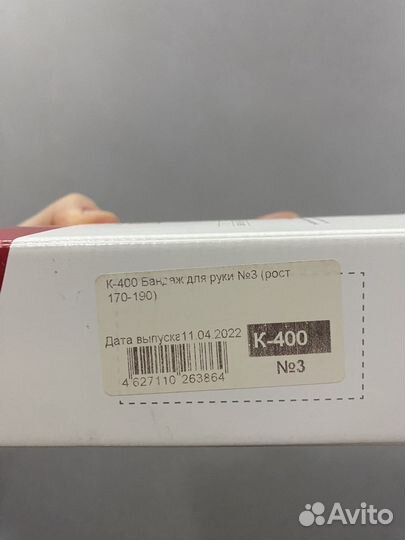 К-400 Бандаж для руки №3 (рост
170-190)
Дата выпуска11.04.2022
К-400
4 627110 263864
№3
Avito